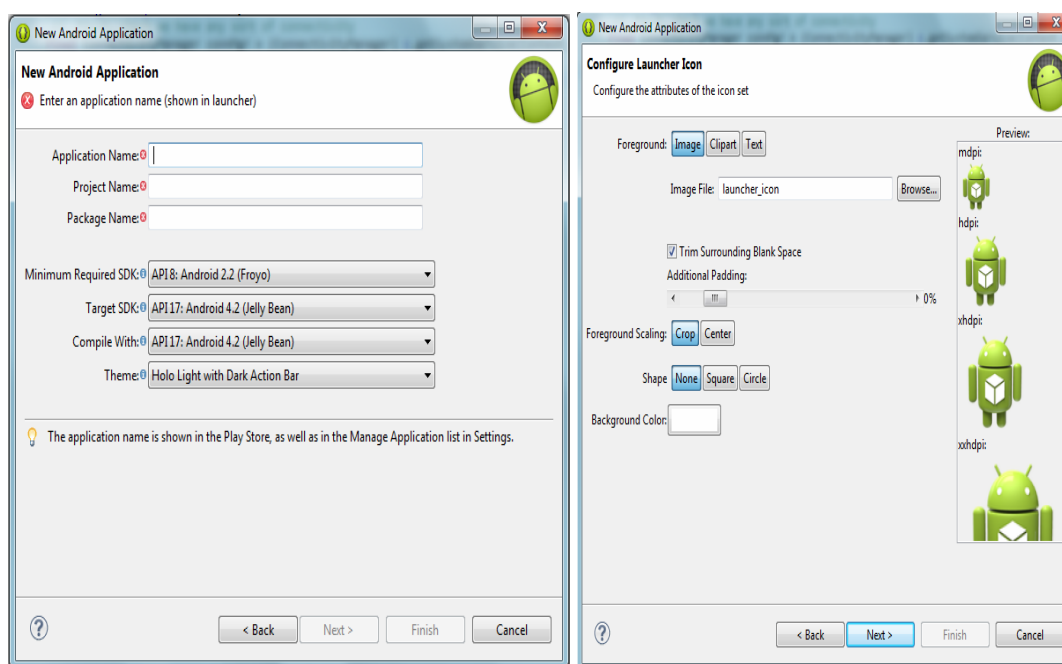 New Android Application
New Android Application
Enter an application name (shown in launcher)
Application Name:
Project Name:
Package Name:
Minimum Required SDK: API 8: Android 2.2 (Froyo)
Target SDK: API 17: Android 4.2 (Jelly Bean)
Compile With: API 17: Android 4.2 (Jelly Bean)
Theme: Holo Light with Dark Action Bar
The application name is shown in the Play Store, as well as in the Manage Application list in Settings.
? < Back Next > Finish Cancel
New Android Application
Configure Launcher Icon
Configure the attributes of the icon set
Foreground: Image Clipart Text
Image File: launcher_icon Browse...
Trim Surrounding Blank Space
Additional Padding:
0%
Foreground Scaling: Crop Center
Shape None Square Circle
Background Color:
Preview:
mdpi:
hdpi:
xhdpi:
xxhdpi:
? < Back Next > Finish Cancel